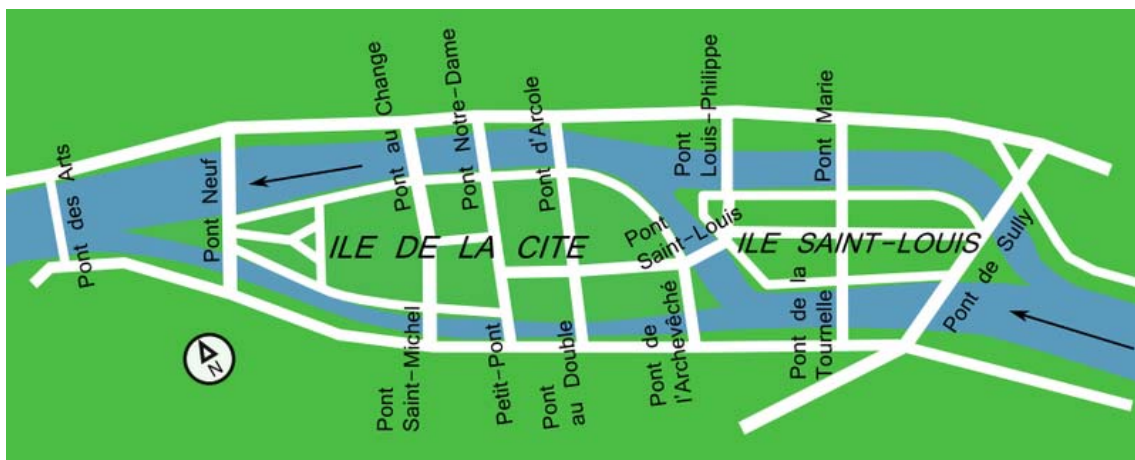 Pont des Arts
Pont Neuf
Pont au Change
Pont Notre-Dame
Pont d'Arcole
Pont
Louis-Philippe
Pont Marie
Pont de Sully
ILE DE LA CITE
Pont
Saint-Louis
ILE SAINT-LOUIS
Pont
Saint-Michel
Petit-Pont
Pont
au Double
Pont de
l'Archevêché
Pont de la
Tournelle
N